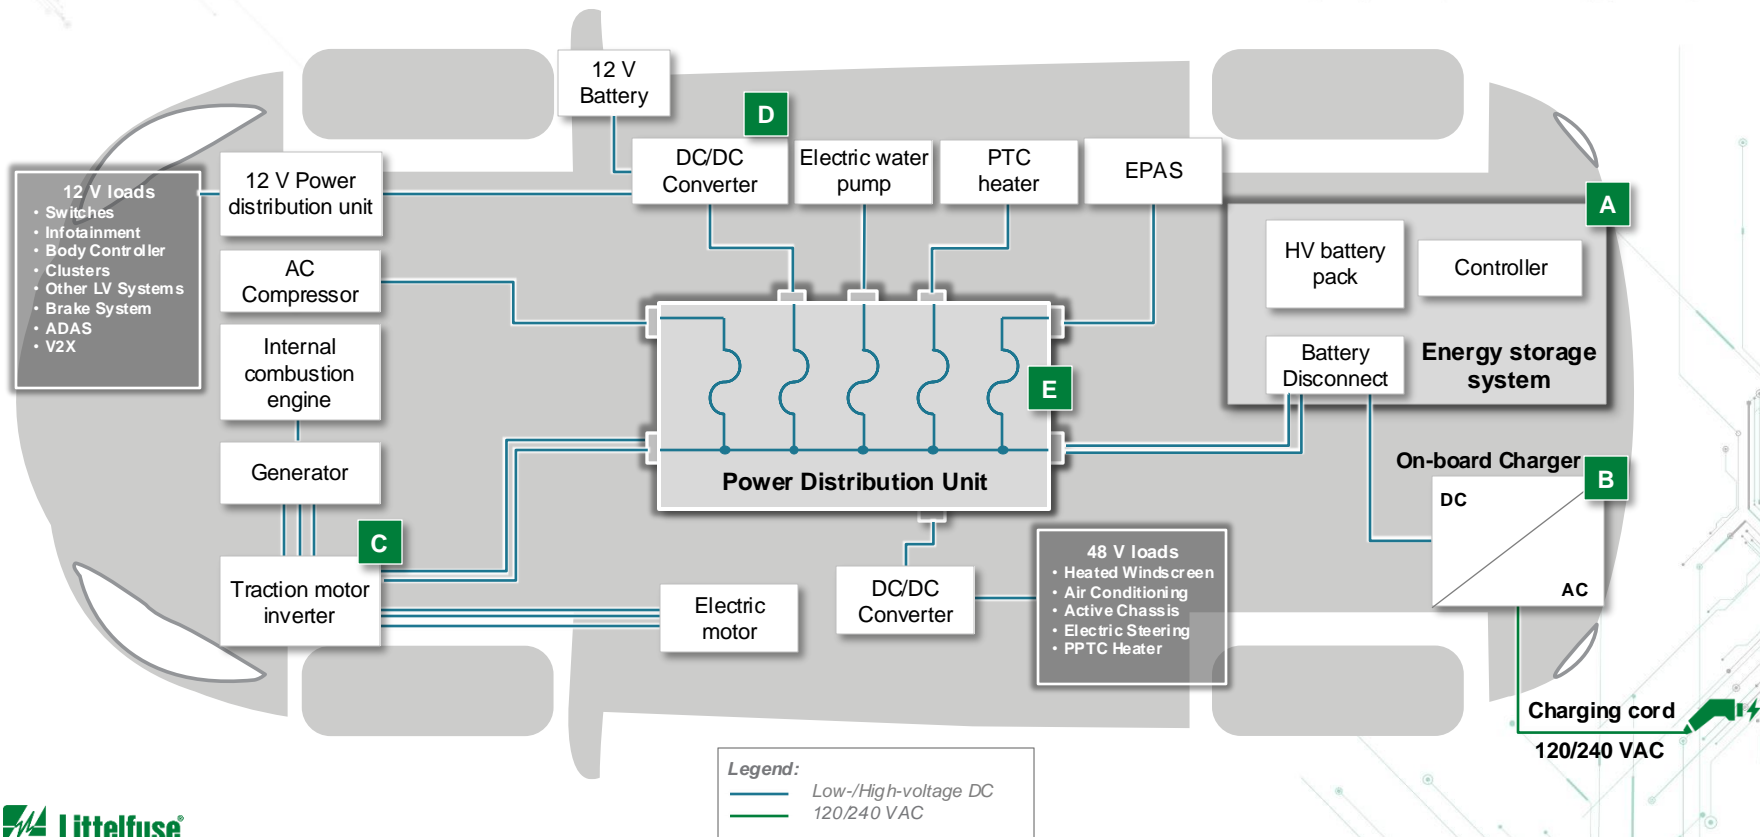 12 V
Battery
D
DC/DC
Converter
Electric water
pump
PTC
heater
EPAS
12 V loads
• Switches
• Infotainment
• Body Controller
• Clusters
• Other LV Systems
• Brake System
• ADAS
• V2X
12 V Power
distribution unit
A
HV battery
pack
Controller
AC
Compressor
Internal
combustion
engine
Battery
Disconnect
Energy storage
system
E
Generator
Power Distribution Unit
On-board Charger
B
DC
AC
C
Traction motor
inverter
Electric
motor
DC/DC
Converter
48 V loads
• Heated Windscreen
• Air Conditioning
• Active Chassis
• Electric Steering
• PPTC Heater
Charging cord
120/240 VAC
Legend:
Low-/High-voltage DC
120/240 VAC
Littelfuse®